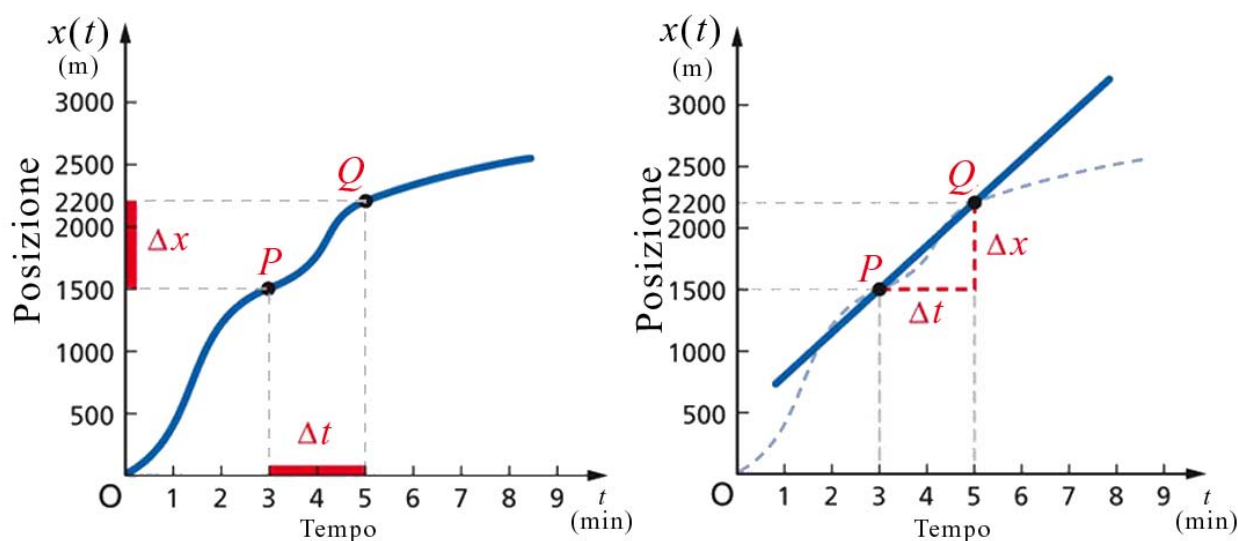 x(t)
(m)
3000
2500
2200
2000
1500
1000
500
Posizione
Δx
P
Q
Δt
O 1 2 3 4 5 6 7 8 9 t
(min)
Tempo
x(t)
(m)
3000
2500
2200
2000
1500
1000
500
Posizione
Q
P
Δx
Δt
O 1 2 3 4 5 6 7 8 9 t
(min)
Tempo